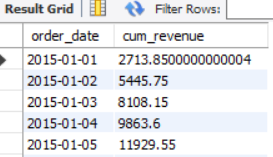 Result Grid Filter Rows:
order_date cum_revenue
2015-01-01 2713.8500000000004
2015-01-02 5445.75
2015-01-03 8108.15
2015-01-04 9863.6
2015-01-05 11929.55